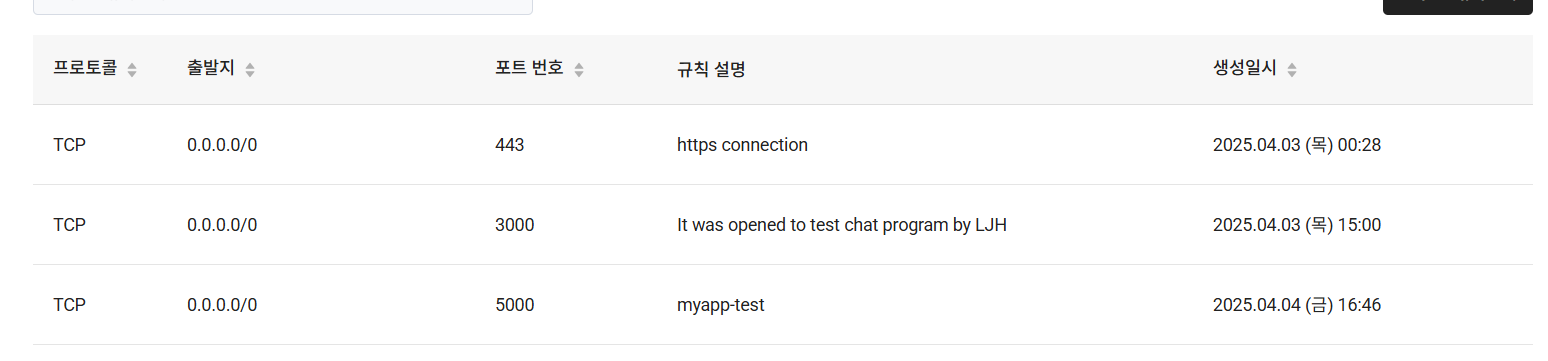 프로토콜 출발지 포트 번호 규칙 설명 생성일시
TCP 0.0.0.0/0 443 https connection 2025.04.03 (목) 00:28
TCP 0.0.0.0/0 3000 It was opened to test chat program by LJH 2025.04.03 (목) 15:00
TCP 0.0.0.0/0 5000 myapp-test 2025.04.04 (금) 16:46